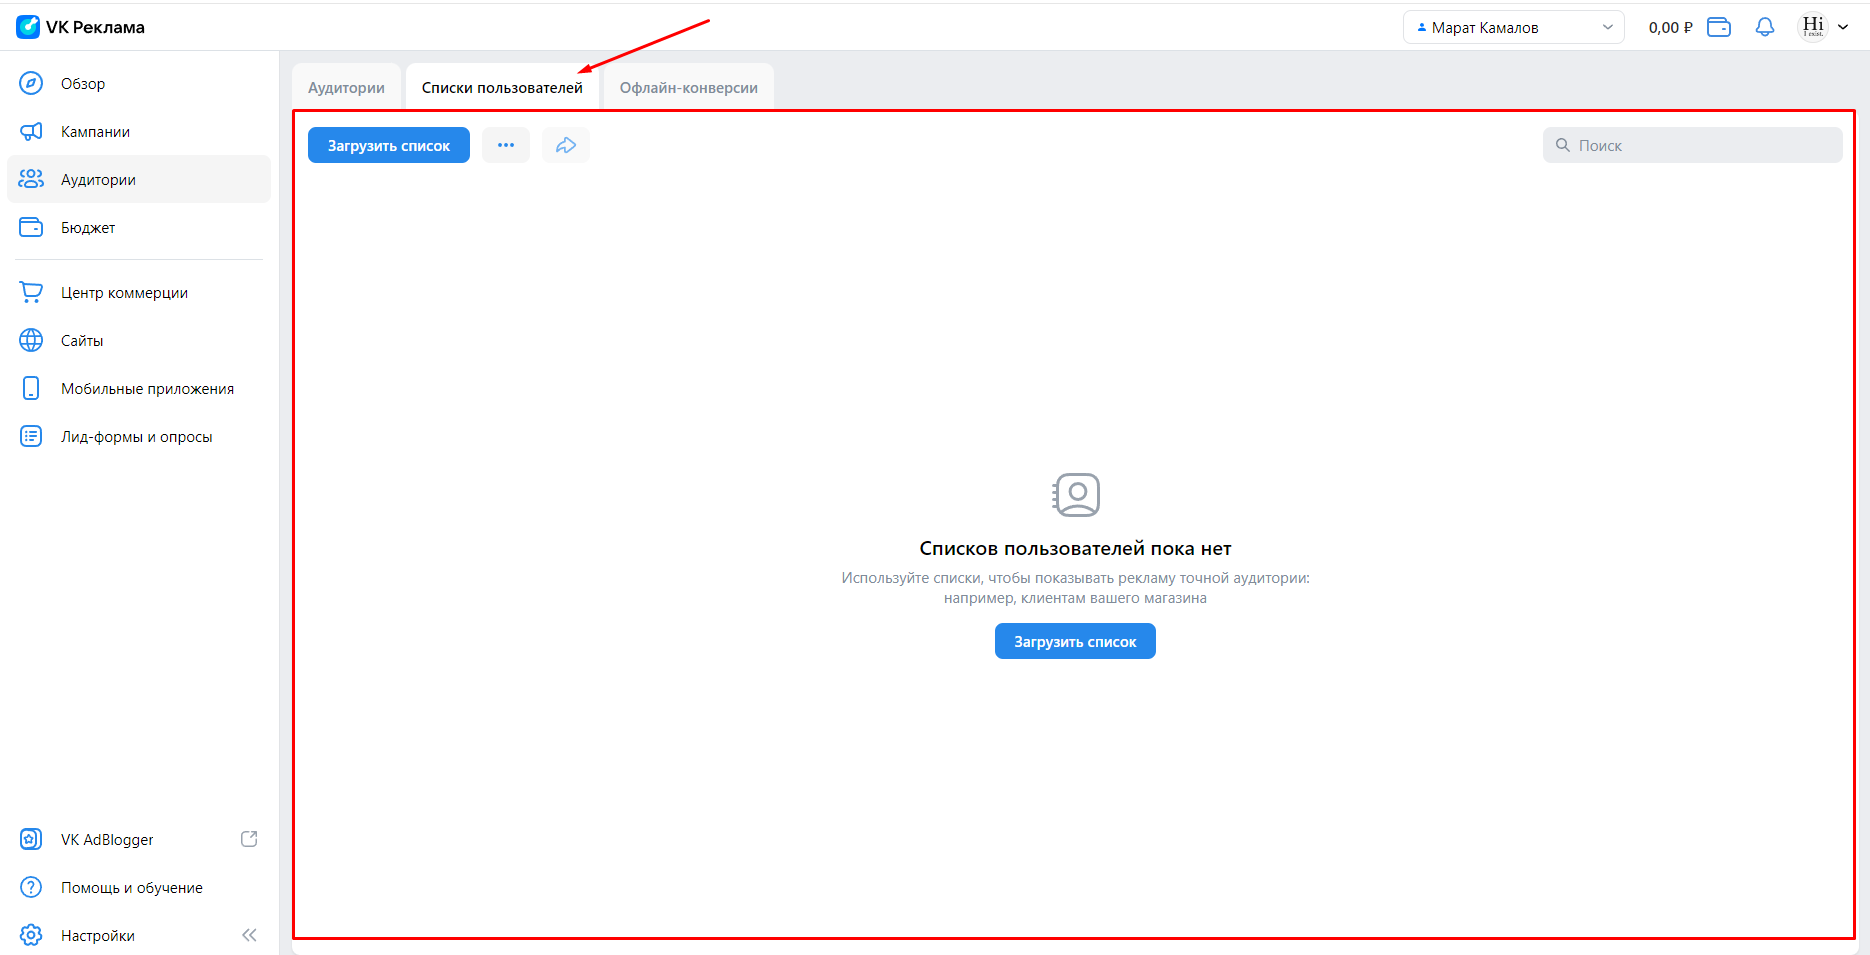 VK Реклама
Марат Камалов
0,00 ₽
Hi
I exist.
Обзор
Кампании
Аудитории
Бюджет
Центр коммерции
Сайты
Мобильные приложения
Лид-формы и опросы
VK AdBlogger
Помощь и обучение
Настройки
Аудитории
Списки пользователей
Офлайн-конверсии
Загрузить список
Поиск
Списков пользователей пока нет
Используйте списки, чтобы показывать рекламу точной аудитории:
например, клиентам вашего магазина
Загрузить список